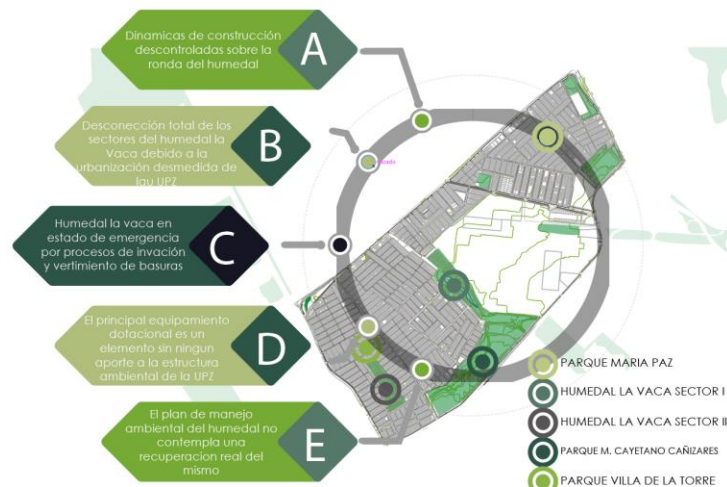 Dinamicas de construcción
descontroladas sobre la
ronda del humedal
A
Desconección total de los
sectores del humedal la
Vaca debido a la
urbanización desmedida de
lau UPZ
B
Humedal la vaca en
estado de emergencia
por procesos de invación
y vertimiento de basuras
C
El principal equipamiento
dotacional es un
elemento sin ningun
aporte a la estructura
ambiental de la UPZ
D
El plan de manejo
ambiental del humedal no
contempla una
recuperacion real del
mismo
E
PARQUE MARIA PAZ
HUMEDAL LA VACA SECTOR I
HUMEDAL LA VACA SECTOR II
PARQUE M. CAYETANO CAÑIZARES
PARQUE VILLA DE LA TORRE